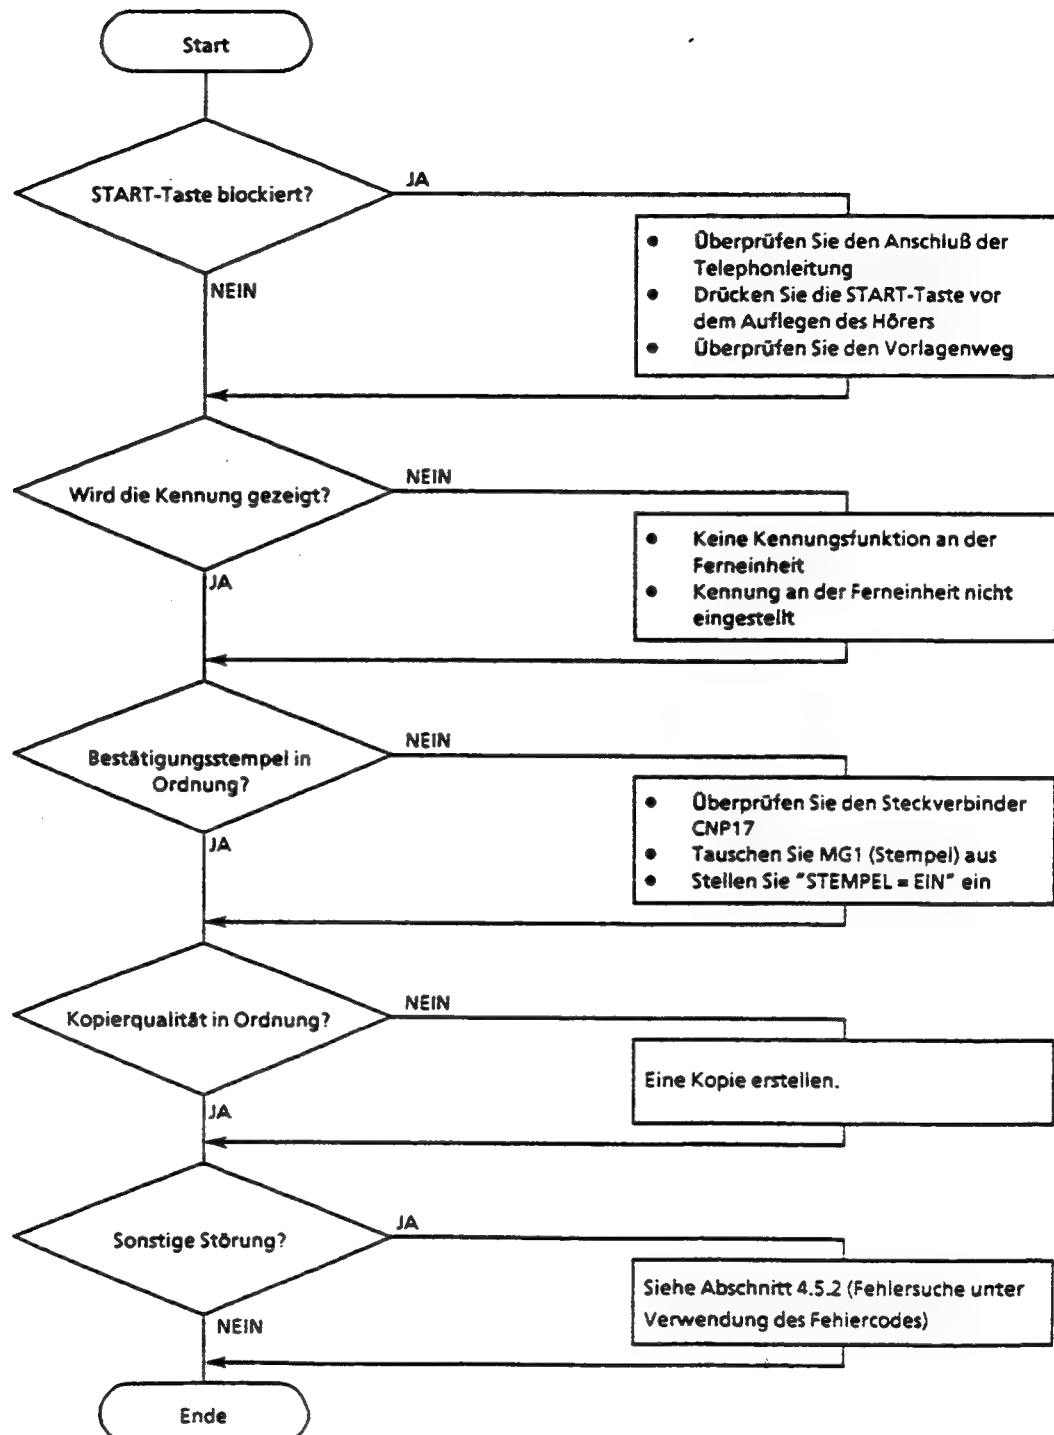 Start
START-Taste blockiert?
JA
NEIN
● Überprüfen Sie den Anschluß der
Telephonleitung
● Drücken Sie die START-Taste vor
dem Auflegen des Hörers
● Überprüfen Sie den Vorlagenweg
Wird die Kennung gezeigt?
NEIN
JA
● Keine Kennungsfunktion an der
Ferneinheit
● Kennung an der Ferneinheit nicht
eingestellt
Bestätigungsstempel in
Ordnung?
NEIN
JA
● Überprüfen Sie den Steckverbinder
CNP17
● Tauschen Sie MG1 (Stempel) aus
● Stellen Sie "STEMPEL = EIN" ein
Kopierqualität in Ordnung?
NEIN
JA
Eine Kopie erstellen.
Sonstige Störung?
JA
NEIN
Siehe Abschnitt 4.5.2 (Fehlersuche unter
Verwendung des Fehlercodes)
Ende